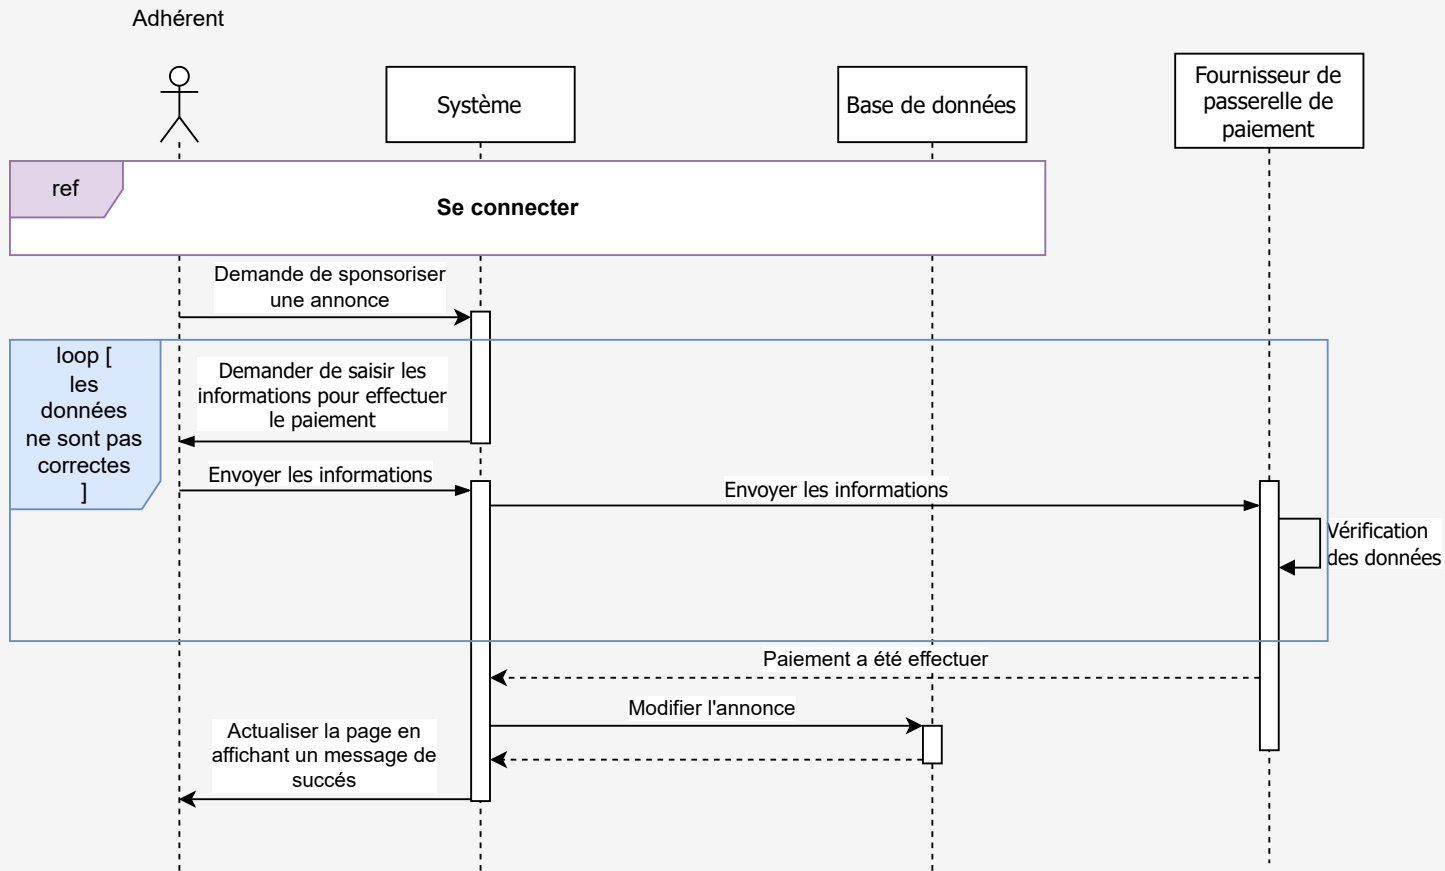 Adhérent
Système
Base de données
Fournisseur de
passerelle de
paiement
ref
Se connecter
Demande de sponsoriser
une annonce
loop [
les
données
ne sont pas
correctes
]
Demander de saisir les
informations pour effectuer
le paiement
Envoyer les informations
Envoyer les informations
Vérification
des données
Paiement a été effectuer
Modifier l'annonce
Actualiser la page en
affichant un message de
succés